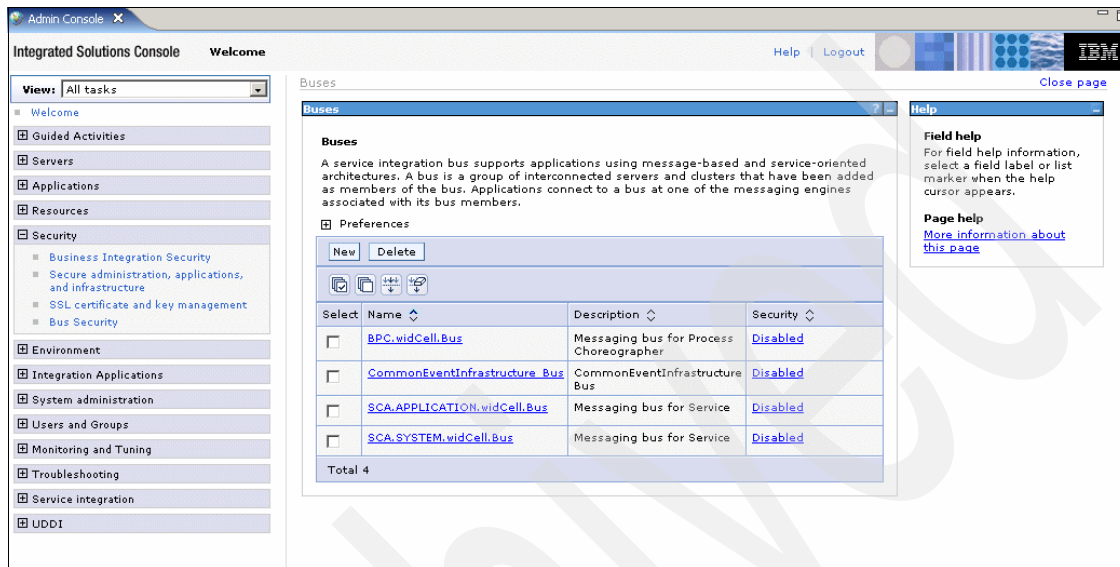 Admin Console
Integrated Solutions Console Welcome
Help | Logout
IBM
View: All tasks
Welcome
Guided Activities
Servers
Applications
Resources
Security
Business Integration Security
Secure administration, applications,
and infrastructure
SSL certificate and key management
Bus Security
Environment
Integration Applications
System administration
Users and Groups
Monitoring and Tuning
Troubleshooting
Service integration
UDDI
Buses
Close page
Buses
?
Buses
A service integration bus supports applications using message-based and service-oriented
architectures. A bus is a group of interconnected servers and clusters that have been added
as members of the bus. Applications connect to a bus at one of the messaging engines
associated with its bus members.
Preferences
New Delete
Select Name Description Security
BPC.widCell.Bus Messaging bus for Process Disabled
Choreographer
CommonEventInfrastructure_Bus CommonEventInfrastructure Disabled
Bus
SCA.APPLICATION.widCell.Bus Messaging bus for Service Disabled
SCA.SYSTEM.widCell.Bus Messaging bus for Service Disabled
Total 4
Help
Field help
For field help information,
select a field label or list
marker when the help
cursor appears.
Page help
More information about
this page